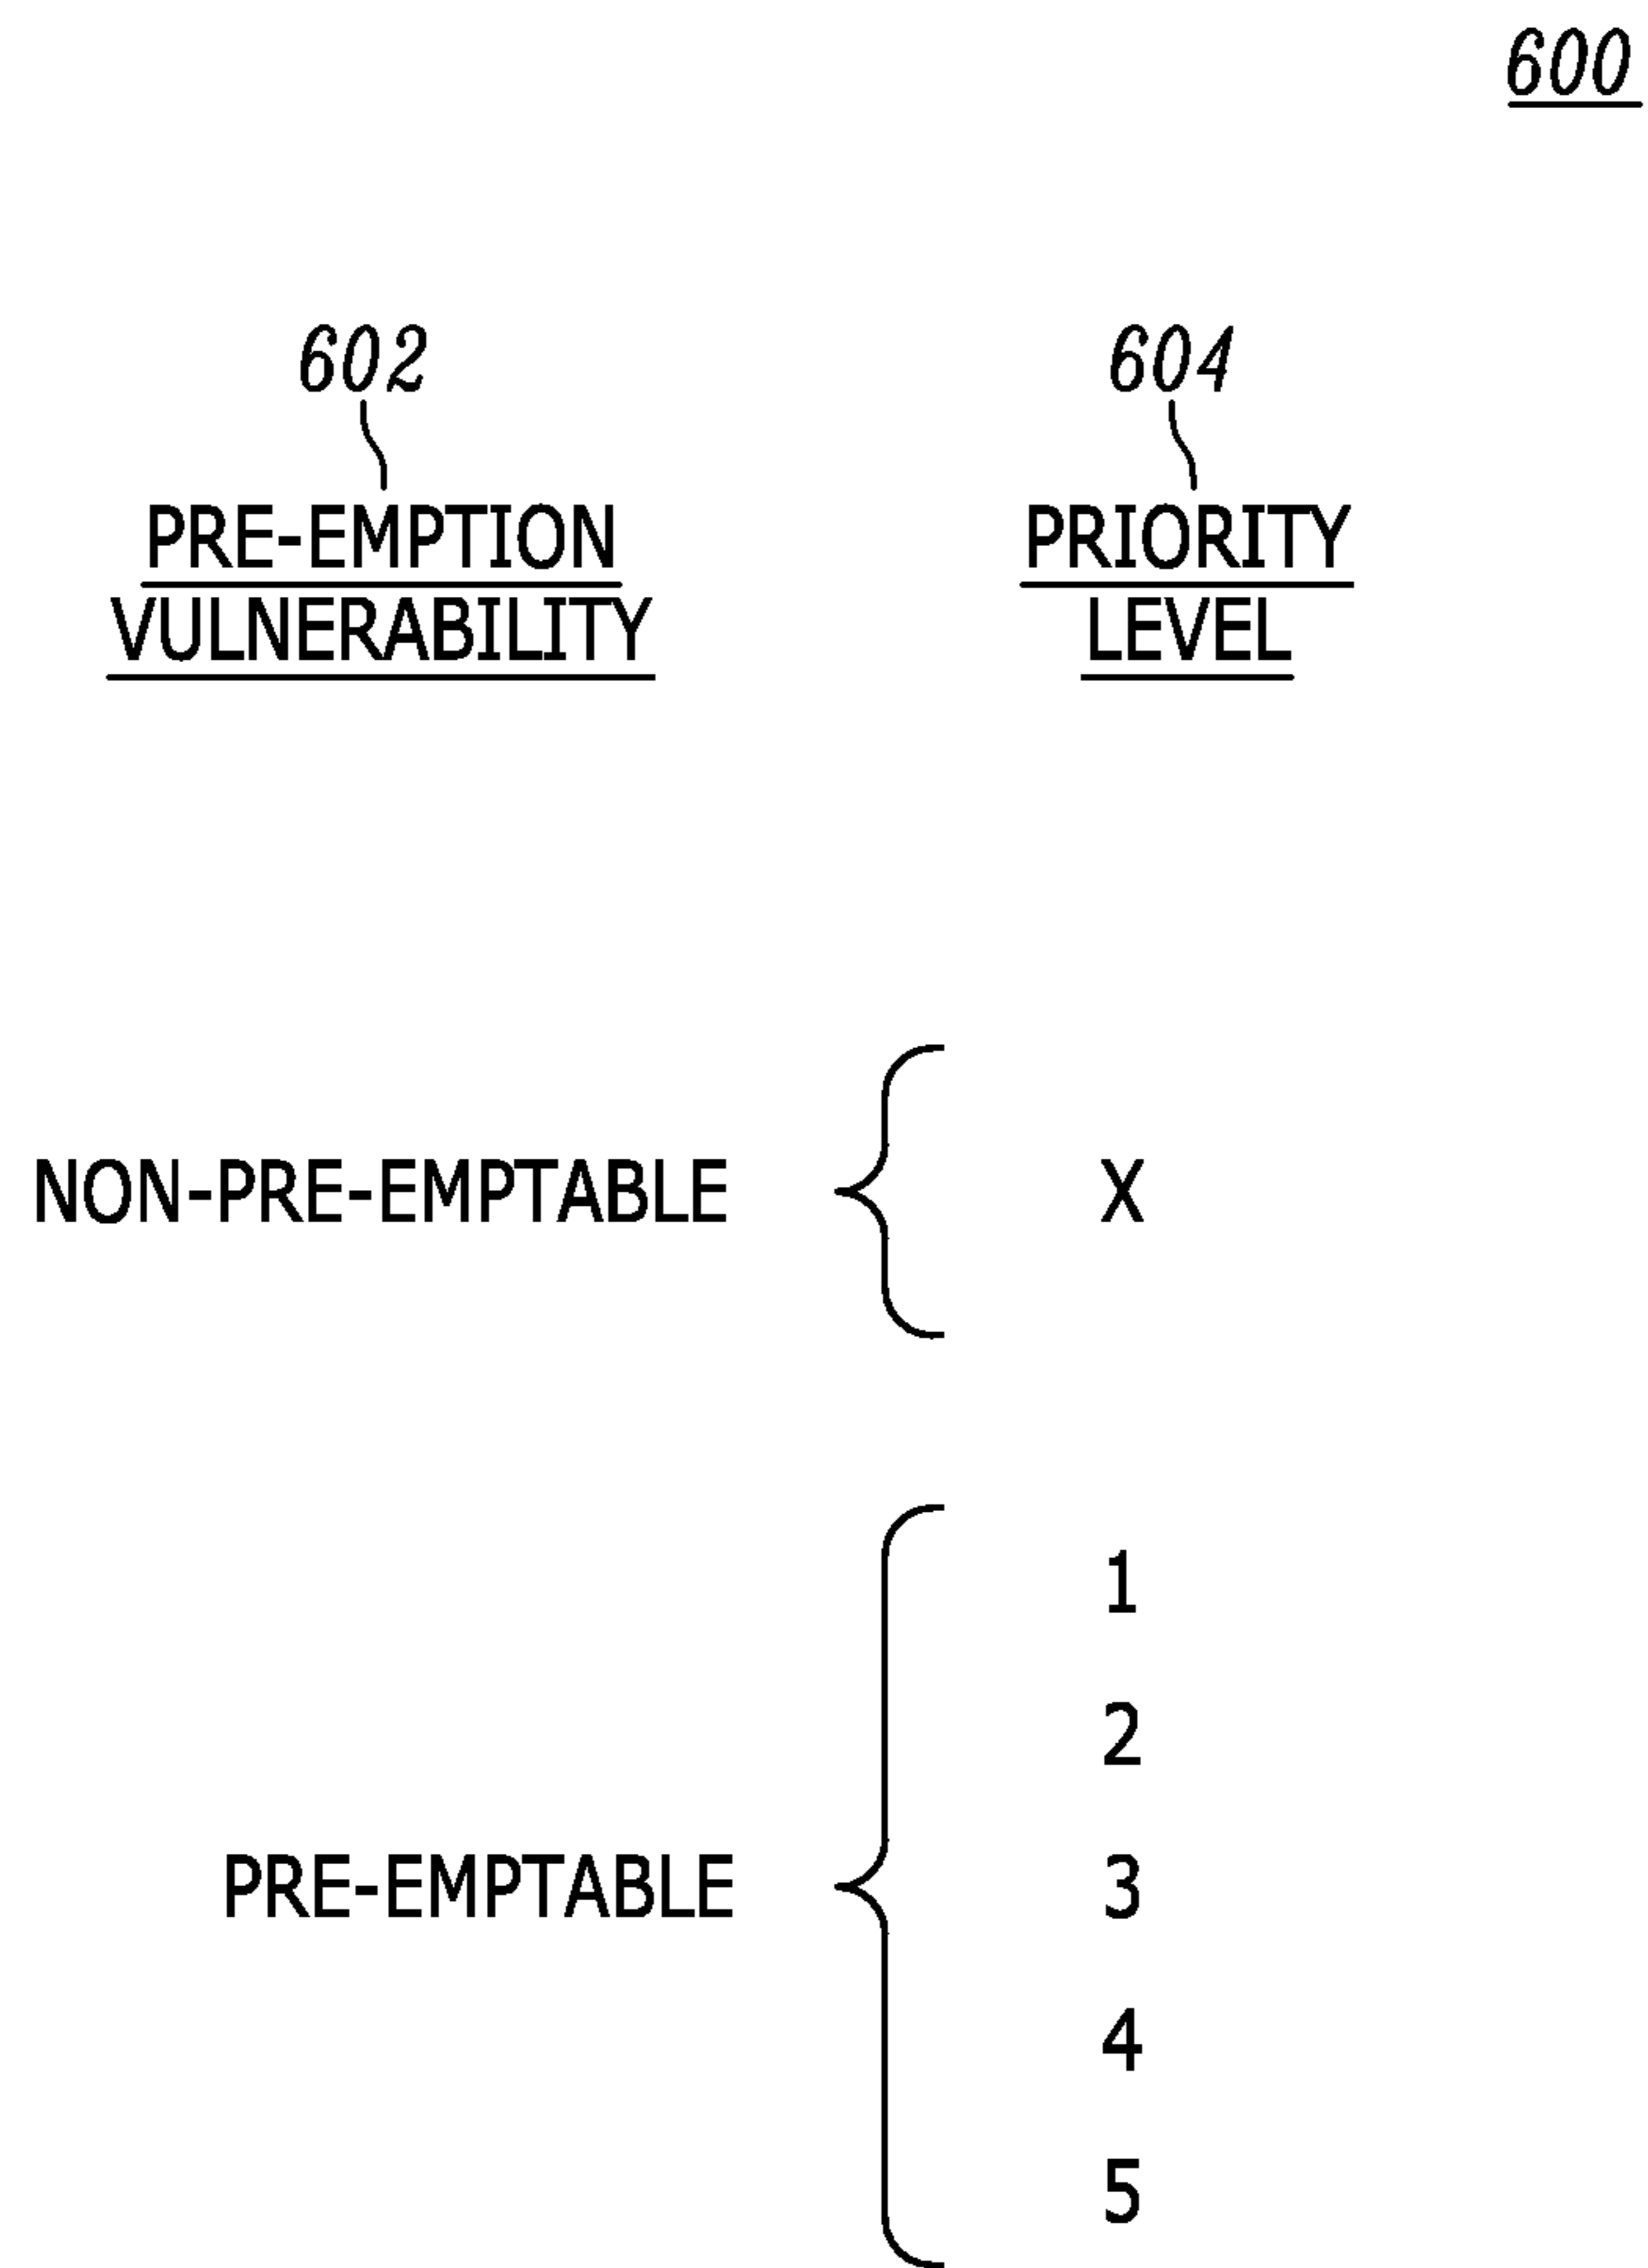 600
602 604
PRE-EMPTION PRIORITY
VULNERABILITY LEVEL
NON-PRE-EMPTABLE X
1
2
PRE-EMPTABLE 3
4
5